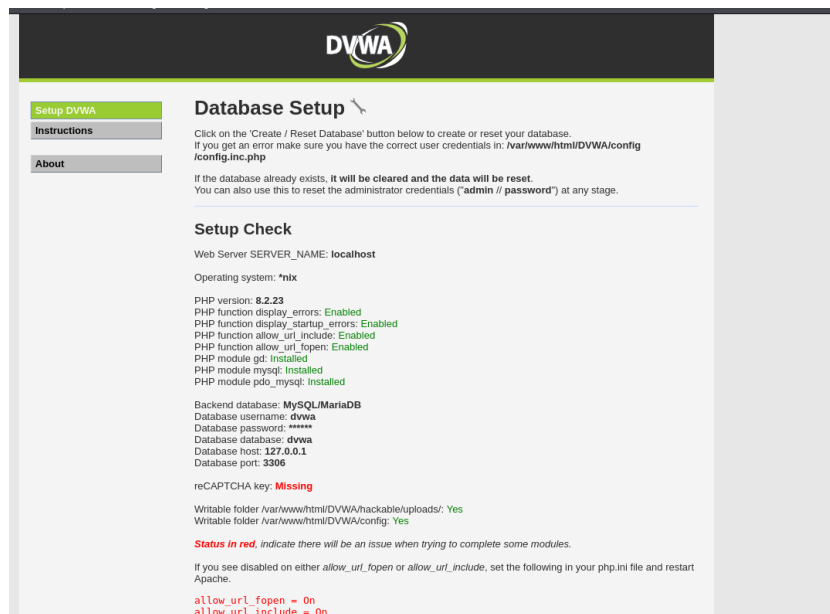 DVWA
Setup DVWA
Instructions
About
Database Setup
Click on the 'Create / Reset Database' button below to create or reset your database.
If you get an error make sure you have the correct user credentials in: /var/www/html/DVWA/config
/config.inc.php
If the database already exists, it will be cleared and the data will be reset.
You can also use this to reset the administrator credentials ("admin // password") at any stage.
Setup Check
Web Server SERVER_NAME: localhost
Operating system: *nix
PHP version: 8.2.23
PHP function display_errors: Enabled
PHP function display_startup_errors: Enabled
PHP function allow_url_include: Enabled
PHP function allow_url_fopen: Enabled
PHP module gd: Installed
PHP module mysql: Installed
PHP module pdo_mysql: Installed
Backend database: MySQL/MariaDB
Database username: dvwa
Database password: ******
Database database: dvwa
Database host: 127.0.0.1
Database port: 3306
reCAPTCHA key: Missing
Writable folder /var/www/html/DVWA/hackable/uploads/: Yes
Writable folder /var/www/html/DVWA/config: Yes
Status in red, indicate there will be an issue when trying to complete some modules.
If you see disabled on either allow_url_fopen or allow_url_include, set the following in your php.ini file and restart
Apache.
allow_url_fopen = On
allow_url_include = On